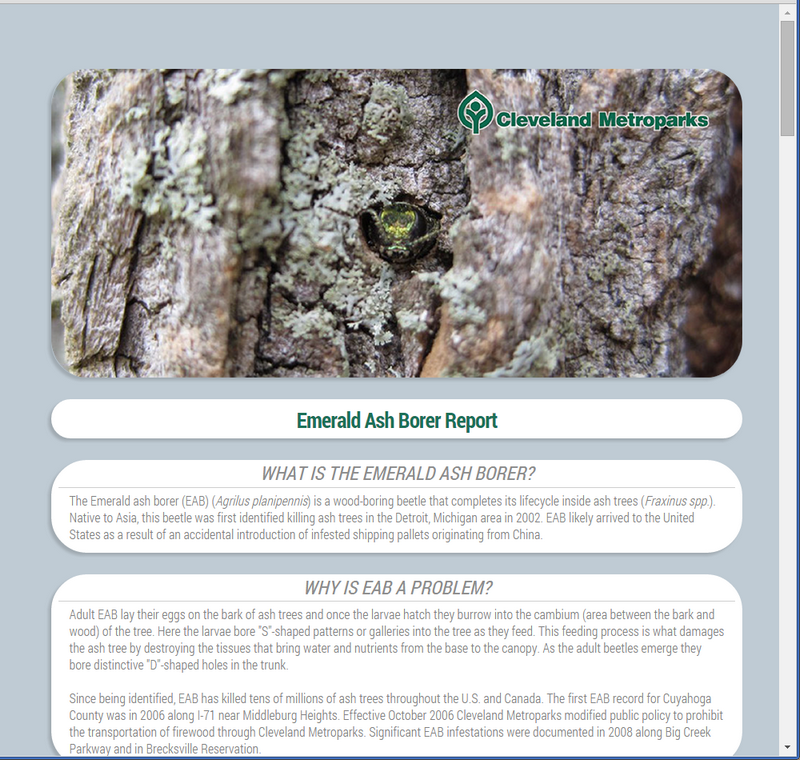 Cleveland Metroparks
Emerald Ash Borer Report
WHAT IS THE EMERALD ASH BORER?
The Emerald ash borer (EAB) (Agrilus planipennis) is a wood-boring beetle that completes its lifecycle inside ash trees (Fraxinus spp.).
Native to Asia, this beetle was first identified killing ash trees in the Detroit, Michigan area in 2002. EAB likely arrived to the United
States as a result of an accidental introduction of infested shipping pallets originating from China.
WHY IS EAB A PROBLEM?
Adult EAB lay their eggs on the bark of ash trees and once the larvae hatch they burrow into the cambium (area between the bark and
wood) of the tree. Here the larvae bore "S"-shaped patterns or galleries into the tree as they feed. This feeding process is what damages
the ash tree by destroying the tissues that bring water and nutrients from the base to the canopy. As the adult beetles emerge they
bore distinctive "D"-shaped holes in the trunk.
Since being identified, EAB has killed tens of millions of ash trees throughout the U.S. and Canada. The first EAB record for Cuyahoga
County was in 2006 along I-71 near Middleburg Heights. Effective October 2006 Cleveland Metroparks modified public policy to prohibit
the transportation of firewood through Cleveland Metroparks. Significant EAB infestations were documented in 2008 along Big Creek
Parkway and in Brecksville Reservation.